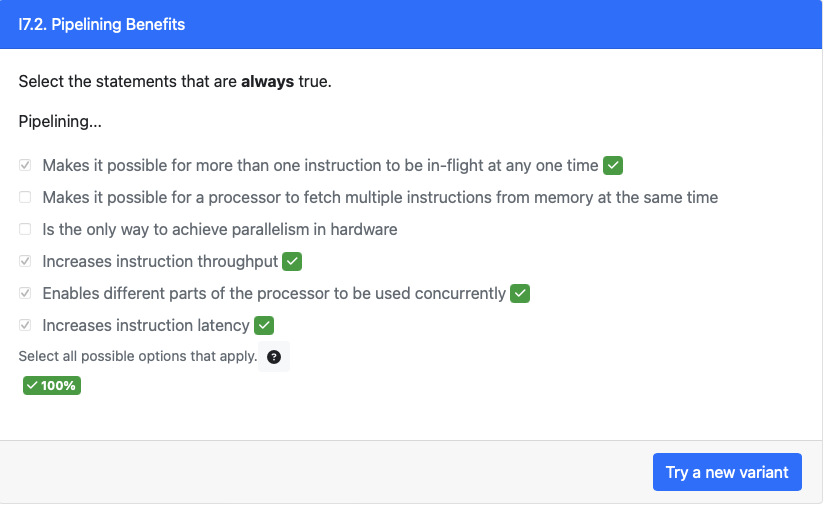 I7.2. Pipelining Benefits
Select the statements that are always true.
Pipelining...
Makes it possible for more than one instruction to be in-flight at any one time
Makes it possible for a processor to fetch multiple instructions from memory at the same time
Is the only way to achieve parallelism in hardware
Increases instruction throughput
Enables different parts of the processor to be used concurrently
Increases instruction latency
Select all possible options that apply. ?
100%
Try a new variant